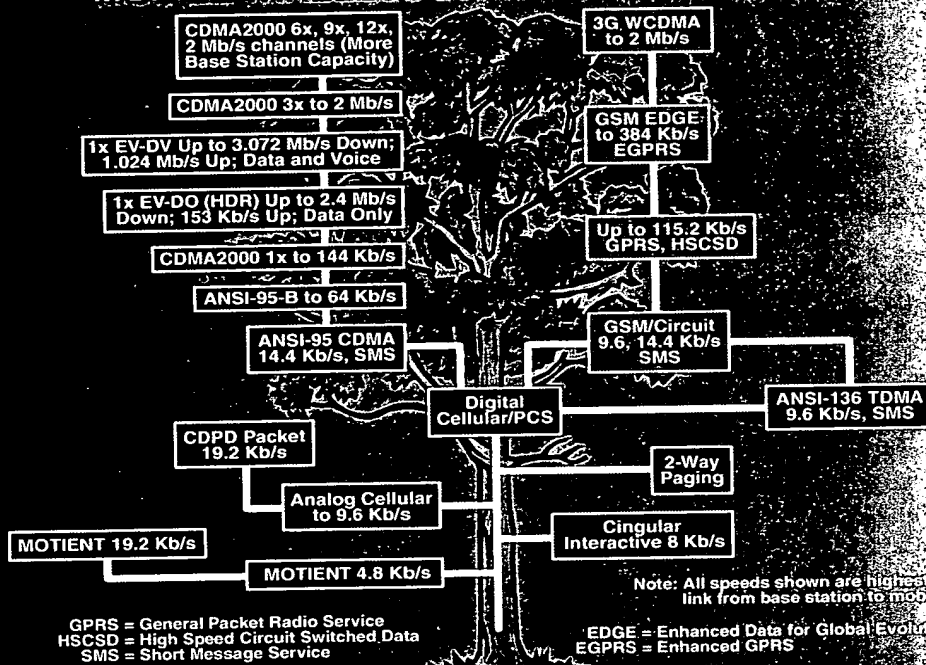 CDMA2000 6x, 9x, 12x,
2 Mb/s channels (More
Base Station Capacity)
CDMA2000 3x to 2 Mb/s
1x EV-DV Up to 3.072 Mb/s Down;
1.024 Mb/s Up; Data and Voice
1x EV-DO (HDR) Up to 2.4 Mb/s
Down; 153 Kb/s Up; Data Only
CDMA2000 1x to 144 Kb/s
ANSI-95-B to 64 Kb/s
ANSI-95 CDMA
14.4 Kb/s, SMS
3G WCDMA
to 2 Mb/s
GSM EDGE
to 384 Kb/s
EGPRS
Up to 115.2 Kb/s
GPRS, HSCSD
GSM/Circuit
9.6, 14.4 Kb/s
SMS
ANSI-136 TDMA
9.6 Kb/s, SMS
Digital
Cellular/PCS
CDPD Packet
19.2 Kb/s
2-Way
Paging
Analog Cellular
to 9.6 Kb/s
Cingular
Interactive 8 Kb/s
MOTIENT 19.2 Kb/s
MOTIENT 4.8 Kb/s
Note: All speeds shown are highest
link from base station to
GPRS = General Packet Radio Service
HSCSD = High Speed Circuit Switched Data
SMS = Short Message Service
EDGE = Enhanced Data for Global
EGPRS = Enhanced GPRS